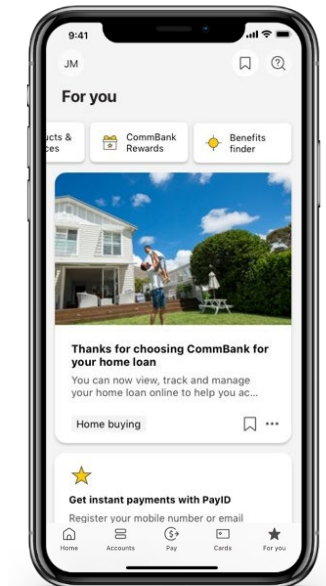 9:41
JM
For you
ucts &
ces
CommBank
Rewards
Benefits
finder
Thanks for choosing CommBank for
your home loan
You can now view, track and manage
your home loan online to help you ac...
Home buying
Get instant payments with PayID
Register your mobile number or email
Home
Accounts
Pay
Cards
For you